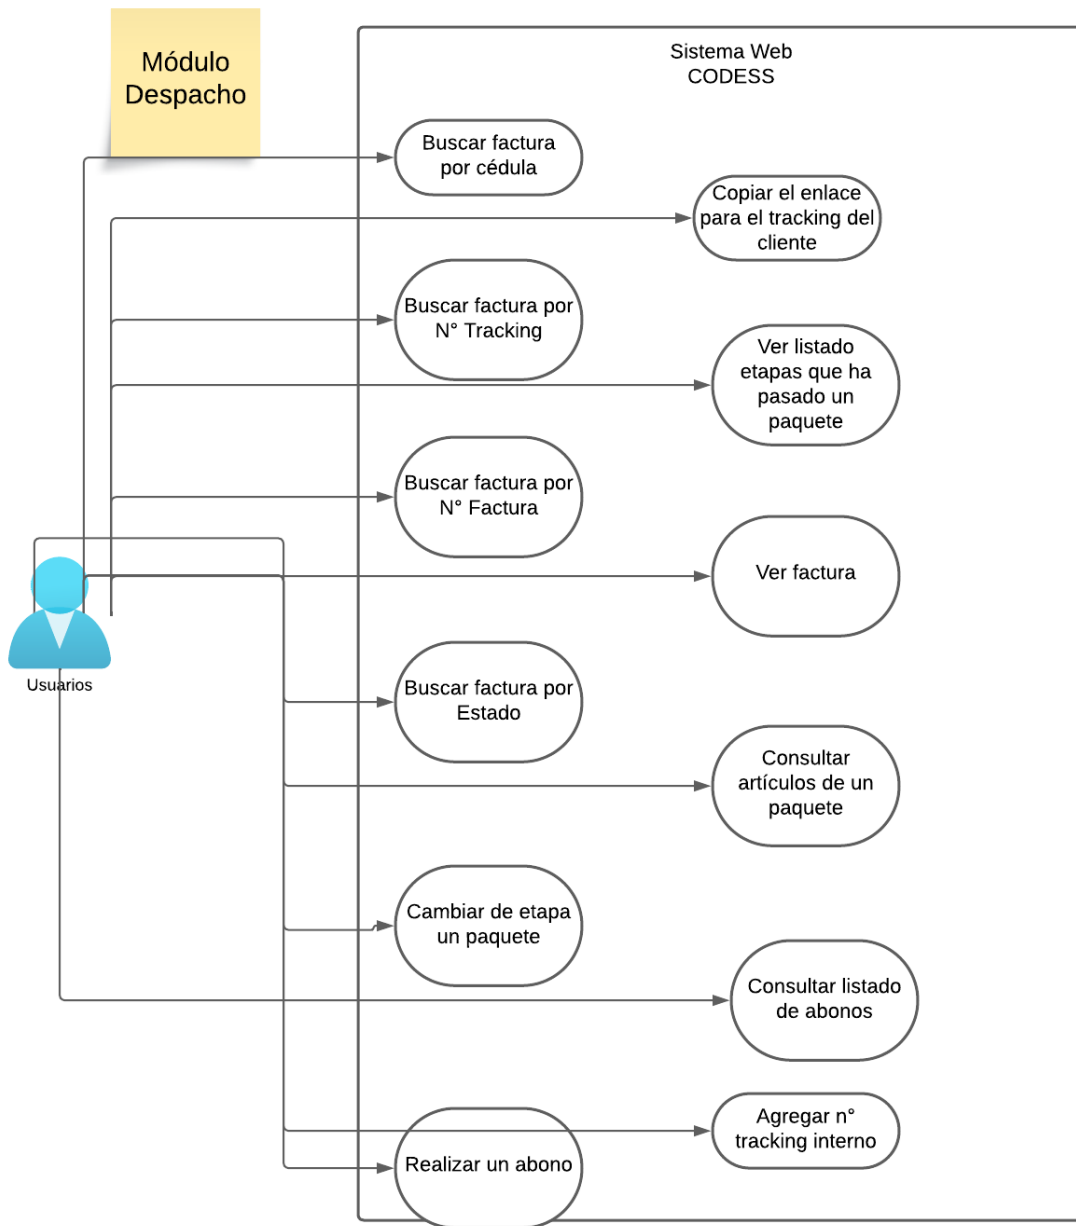 Módulo
Despacho
Sistema Web
CODESS
Buscar factura
por cédula
Copiar el enlace
para el tracking del
cliente
Buscar factura por
N° Tracking
Ver listado
etapas que ha
pasado un
paquete
Buscar factura por
N° Factura
Ver factura
Usuarios
Buscar factura por
Estado
Consultar
artículos de un
paquete
Cambiar de etapa
un paquete
Consultar listado
de abonos
Agregar n°
tracking interno
Realizar un abono